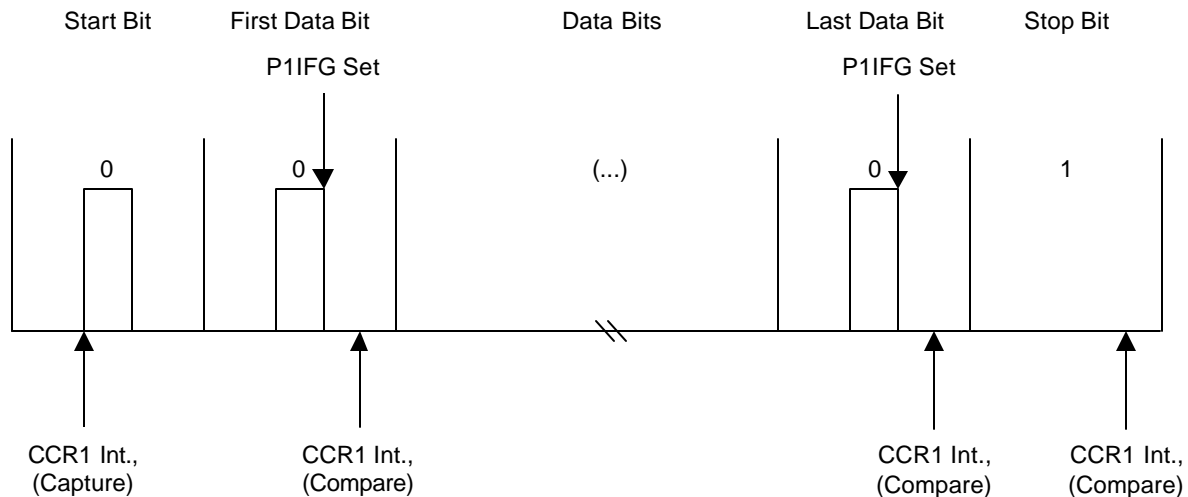 Start Bit First Data Bit Data Bits Last Data Bit Stop Bit
P1IFG Set P1IFG Set
0 0 (...) 0 1
CCR1 Int., CCR1 Int., CCR1 Int., CCR1 Int.,
(Capture) (Compare) (Compare) (Compare)